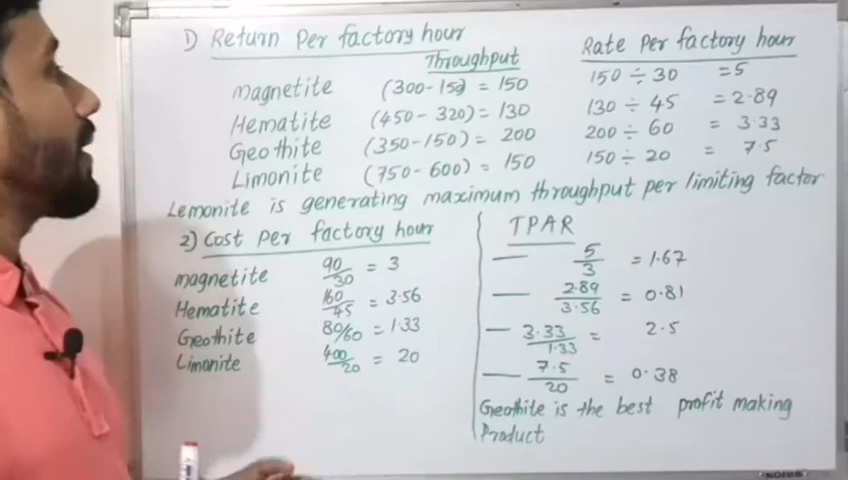 1) Return Per factory hour
Throughput
magnetite (300-150) = 150
Hematite (450-320) = 130
Geothite (350-150) = 200
Limonite (750-600) = 150
Rate Per factory hour
150 ÷ 30 = 5
130 ÷ 45 = 2.89
200 ÷ 60 = 3.33
150 ÷ 20 = 7.5
Lemonite is generating maximum throughput per limiting factor
2) Cost per factory hour
magnetite 90/30 = 3
Hematite 160/45 = 3.56
Geothite 80/60 = 1.33
Limonite 400/20 = 20
TPAR
— 5/3 = 1.67
— 2.89/3.56 = 0.81
— 3.33/1.33 = 2.5
— 7.5/20 = 0.38
Geothite is the best profit making
Product